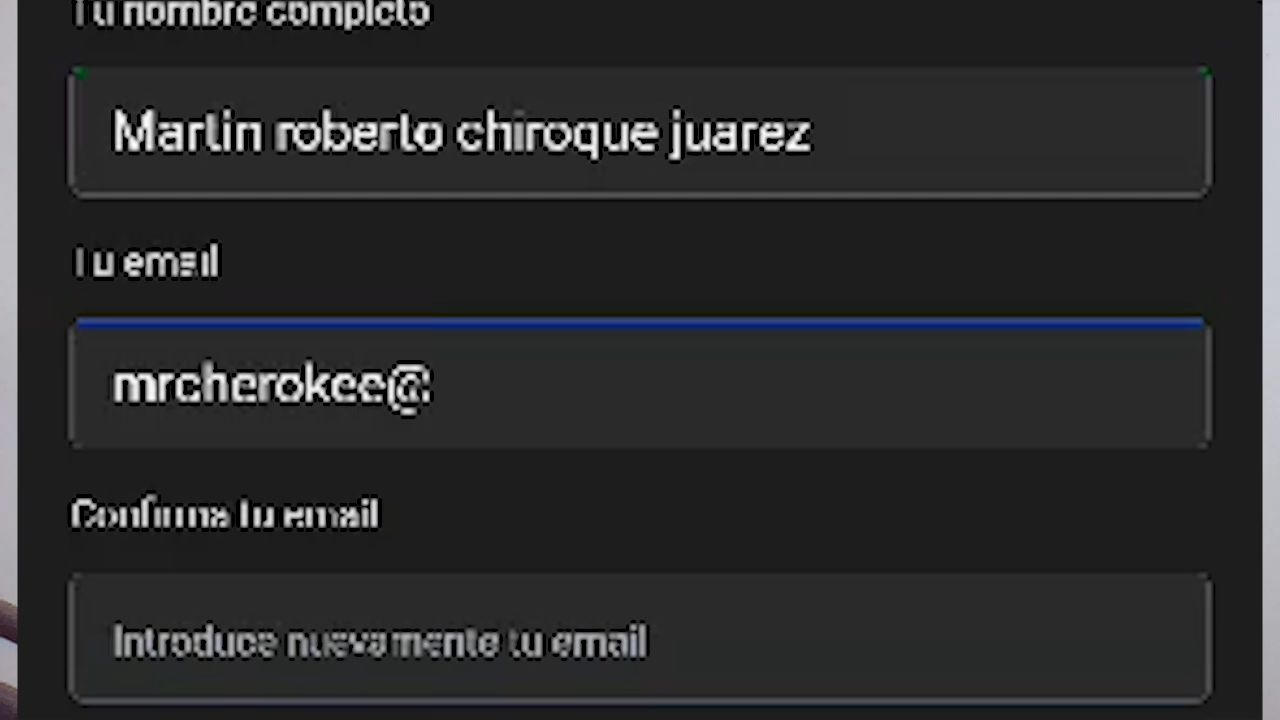 Tu nombre completo
Martin roberto chiroque juarez
Tu email
mrcherokee@
Confirma tu email
Introduce nuevamente tu email